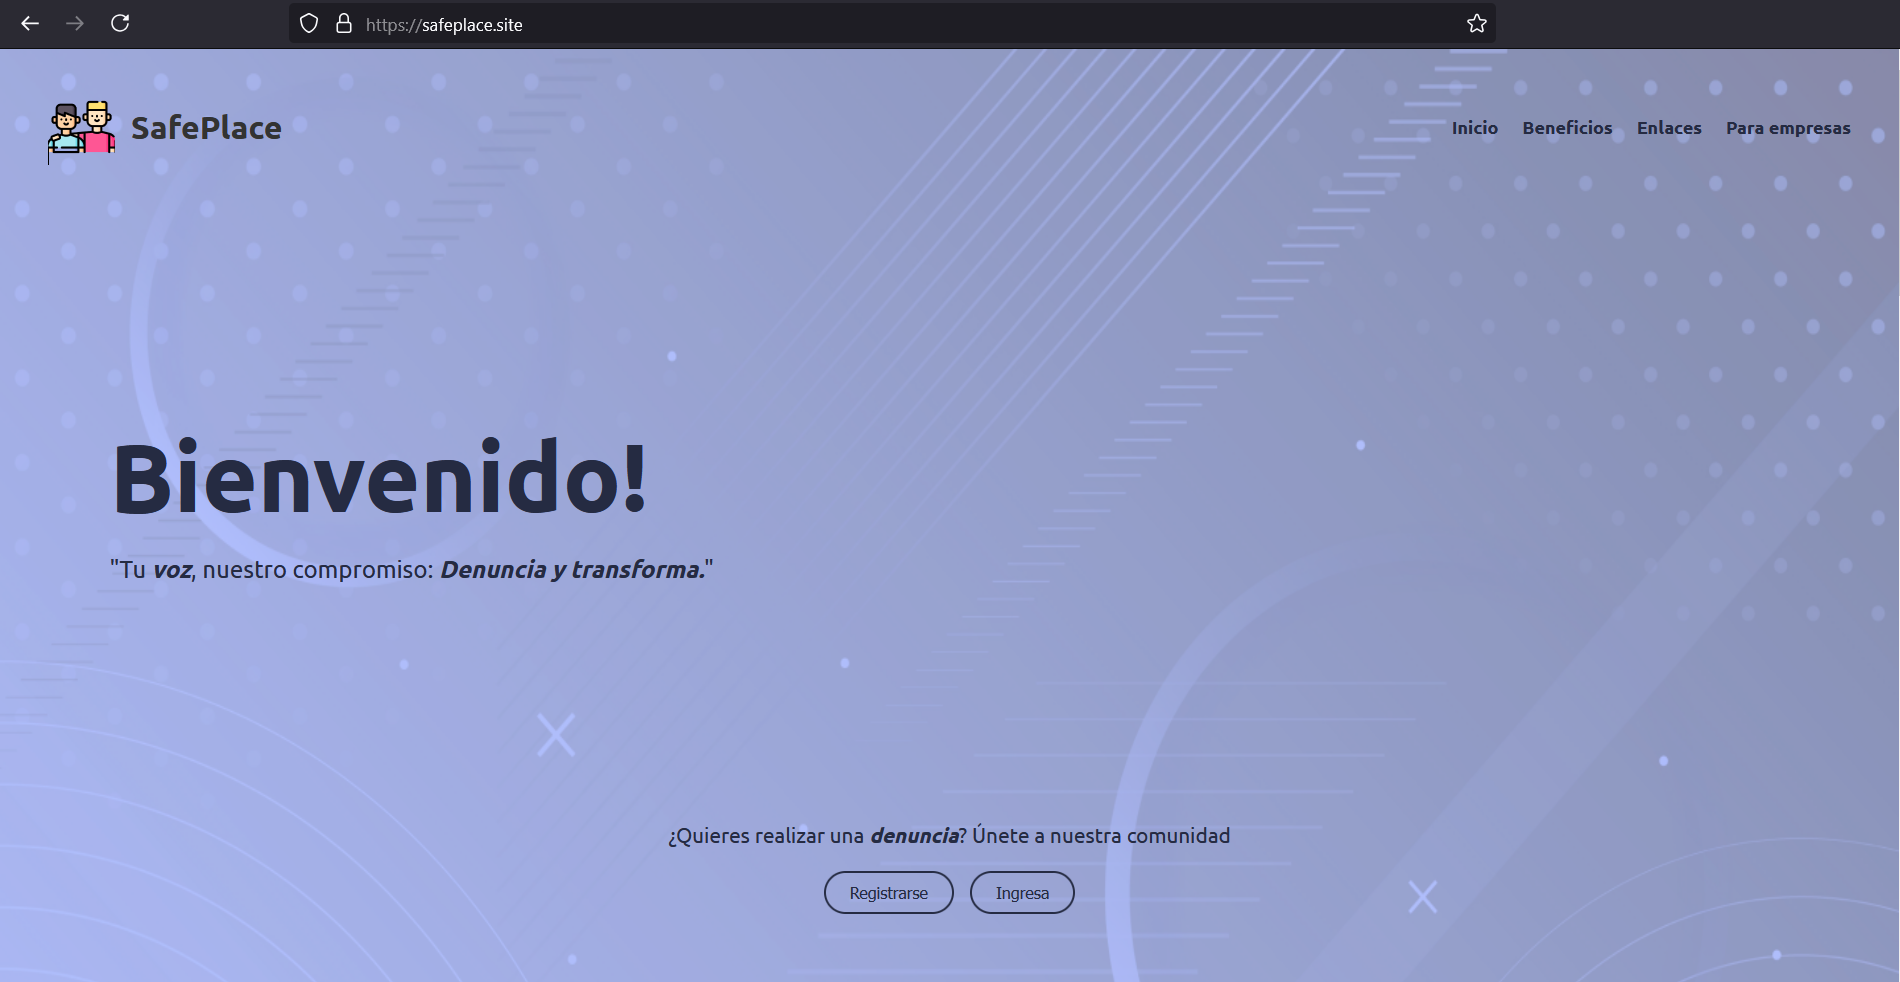 https://safeplace.site
SafePlace
Inicio Beneficios Enlaces Para empresas
Bienvenido!
"Tu voz, nuestro compromiso: Denuncia y transforma."
¿Quieres realizar una denuncia? Únete a nuestra comunidad
Registrarse Ingresa